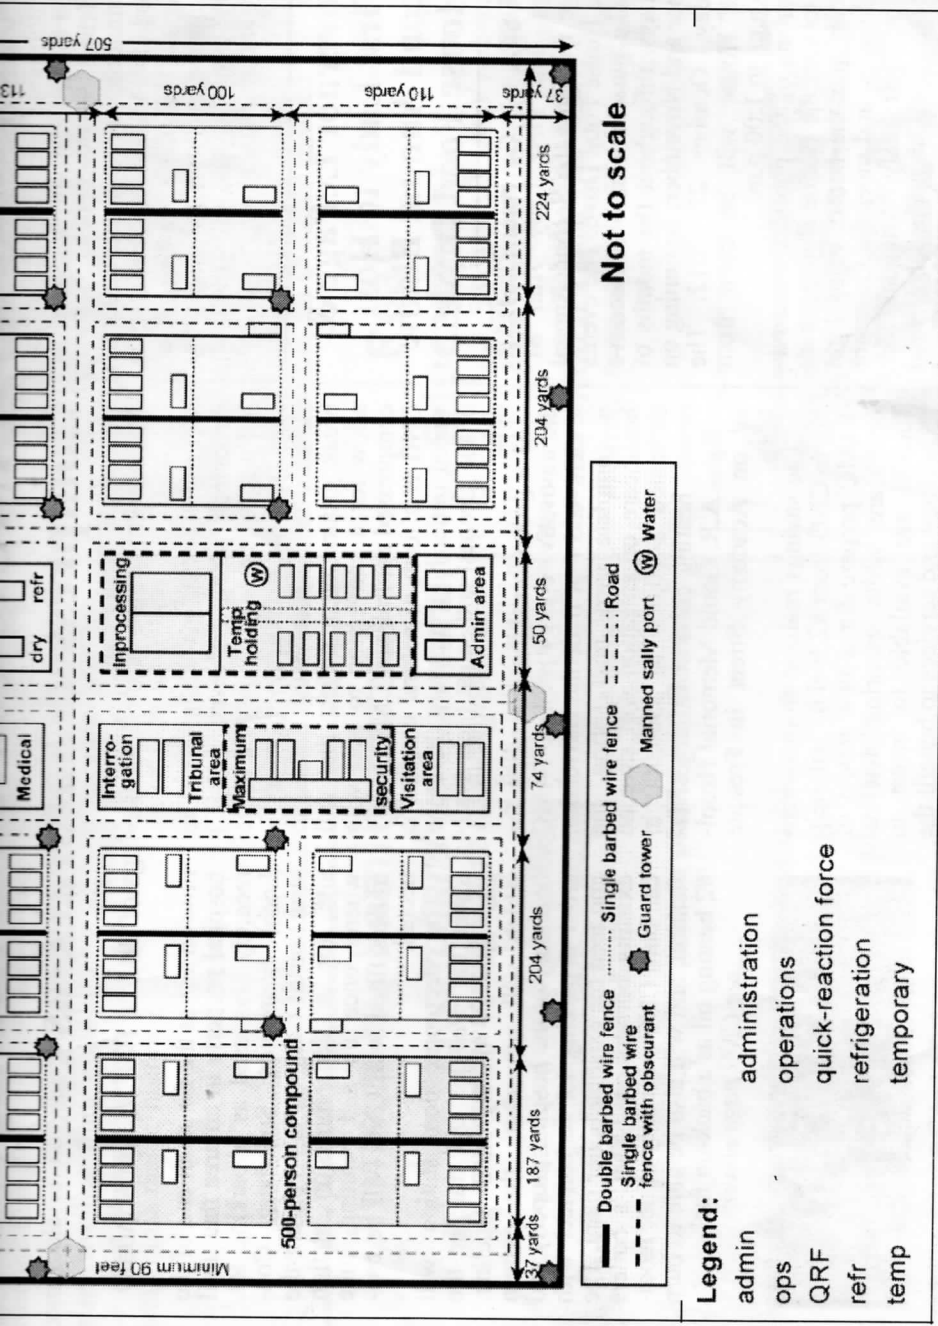 507 yards
113
100 yards
110 yards
37 yards
224 yards
204 yards
50 yards
74 yards
204 yards
187 yards
37 yards
Minimum 90 feet
500-person compound
dry
refr
Medical
Inprocessing
Temp
holding
W
Admin area
Interro-
gation
Tribunal
area
Maximum
security
Visitation
area
Not to scale
Double barbed wire fence
Single barbed wire fence
Road
Single barbed wire
fence with obscurant
Guard tower
Manned sally port
W Water
Legend:
admin administration
ops operations
QRF quick-reaction force
refr refrigeration
temp temporary